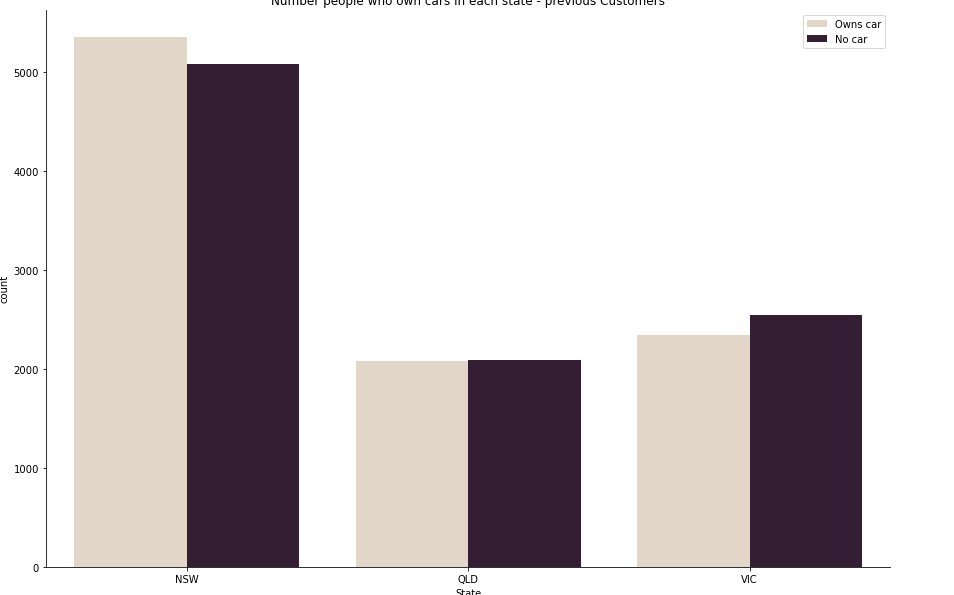 Number people who own cars in each state - previous Customers
Owns car
No car
5000
4000
3000
2000
1000
0
count
NSW
QLD
VIC
State